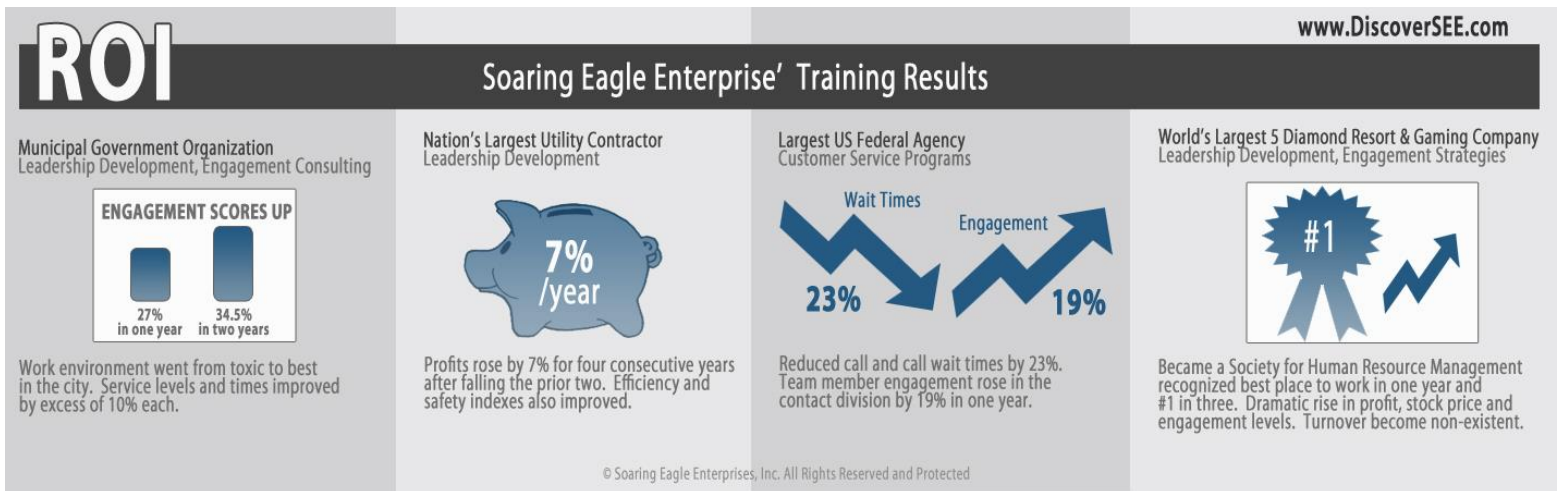 www.DiscoverSEE.com
ROI
Soaring Eagle Enterprise' Training Results
Municipal Government Organization
Leadership Development, Engagement Consulting
ENGAGEMENT SCORES UP
27%
in one year
34.5%
in two years
Work environment went from toxic to best
in the city. Service levels and times improved
by excess of 10% each.
Nation's Largest Utility Contractor
Leadership Development
7%
/year
Profits rose by 7% for four consecutive years
after falling the prior two. Efficiency and
safety indexes also improved.
Largest US Federal Agency
Customer Service Programs
Wait Times
23%
Engagement
19%
Reduced call and call wait times by 23%.
Team member engagement rose in the
contact division by 19% in one year.
World's Largest 5 Diamond Resort & Gaming Company
Leadership Development, Engagement Strategies
#1
Became a Society for Human Resource Management
recognized best place to work in one year and
#1 in three. Dramatic rise in profit, stock price and
engagement levels. Turnover become non-existent.
© Soaring Eagle Enterprises, Inc. All Rights Reserved and Protected